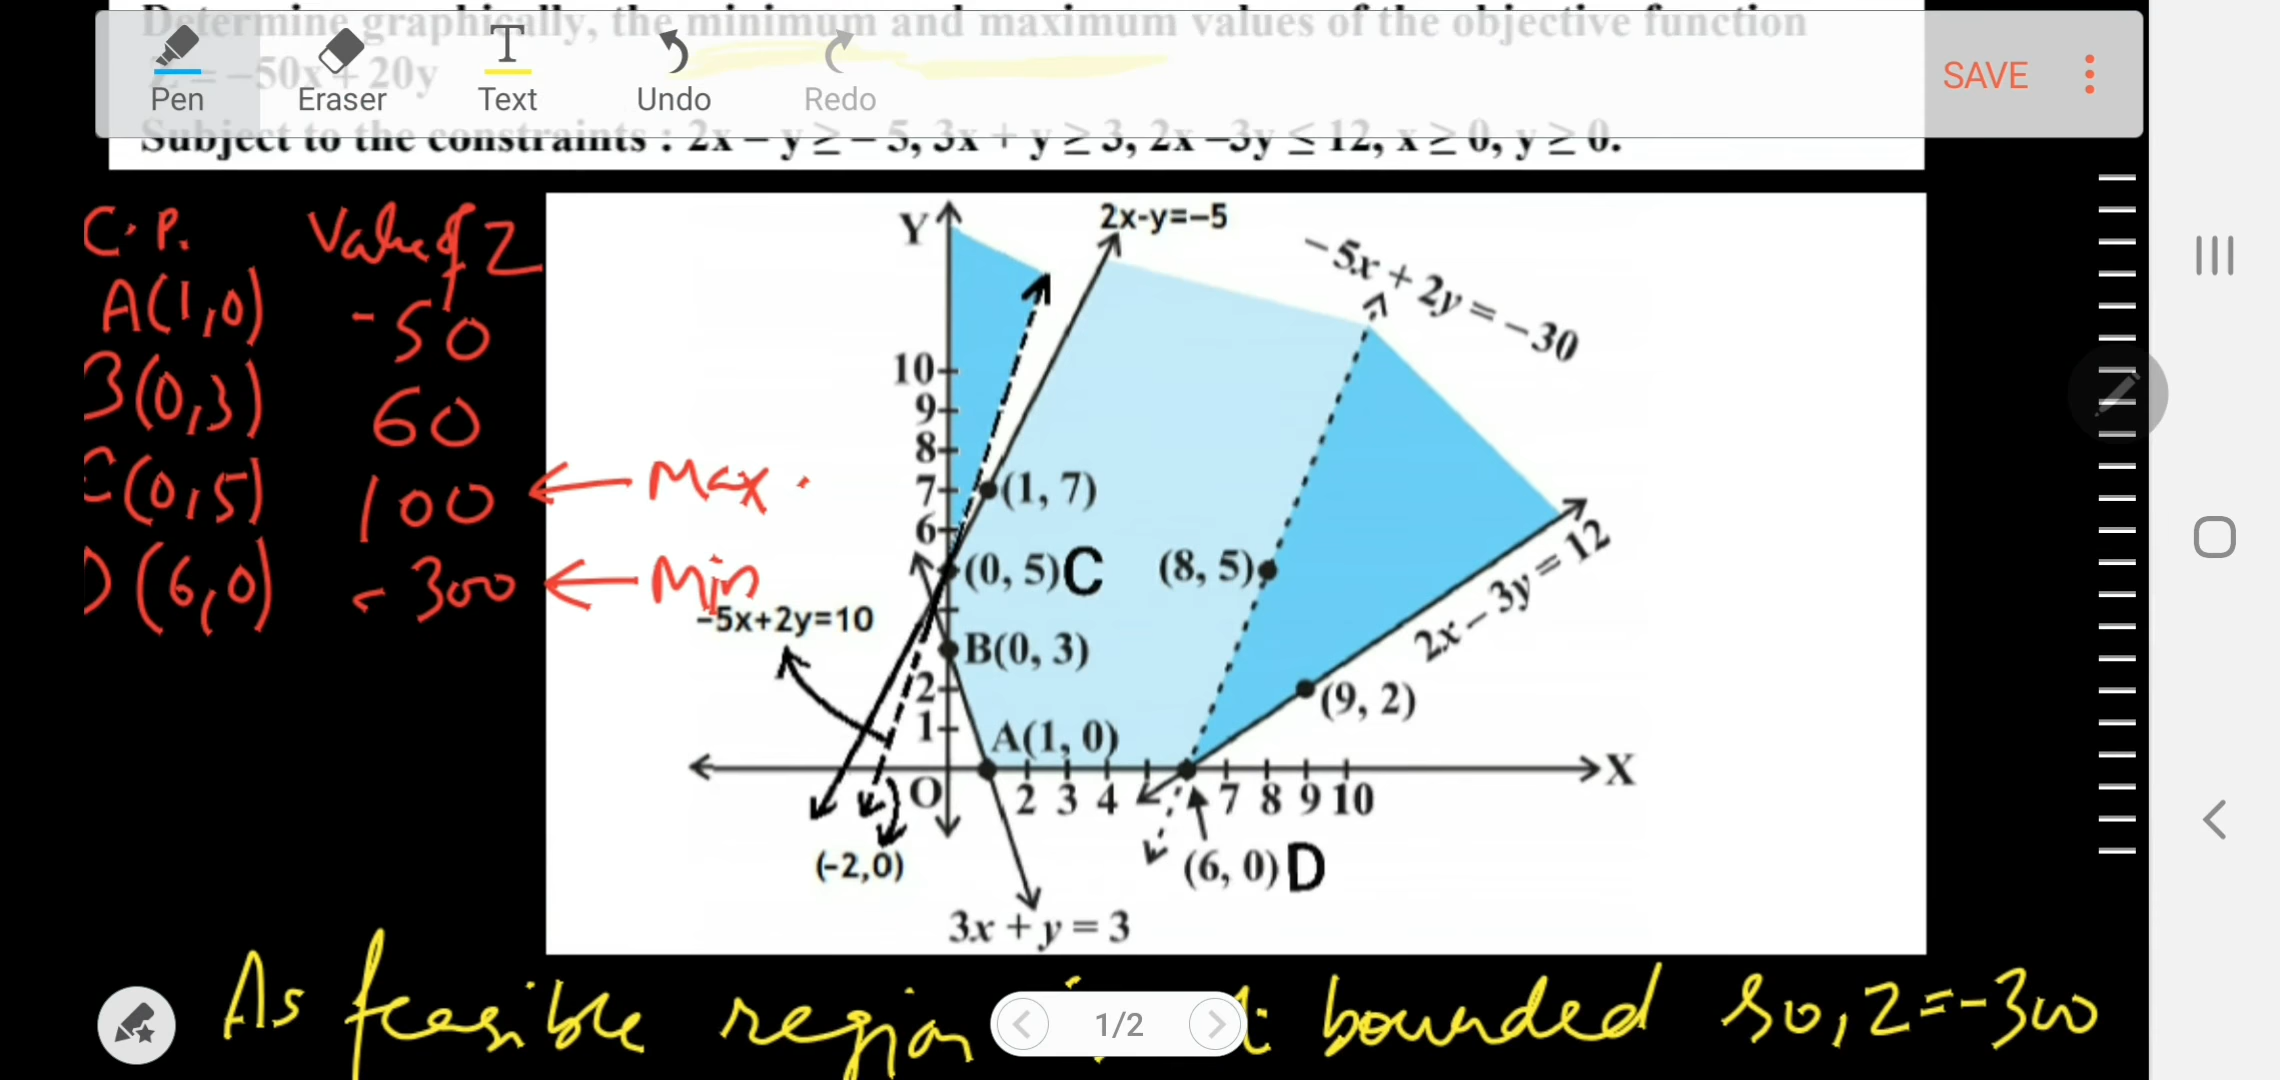 Determine graphically, the minimum and maximum values of the objective function
Z = −50x + 20y
Pen Eraser Text Undo Redo SAVE
Subject to the constraints : 2x − y ≥ − 5, 3x + y ≥ 3, 2x −3y ≤ 12, x ≥ 0, y ≥ 0.
C.P. Value of Z
A(1,0) -50
B(0,3) 60
C(0,5) 100 ← Max.
D(6,0) -300 ← Min
Y
2x-y=−5
−5x + 2y = −30
10
9
8
7
(1, 7)
6
(0, 5) C
(8, 5)
2x − 3y = 12
−5x+2y=10
B(0, 3)
2
(9, 2)
1
A(1, 0)
X
O 2 3 4 7 8 9 10
(-2,0)
(6, 0) D
3x + y = 3
As feasible region bounded so, Z=-300
1/2